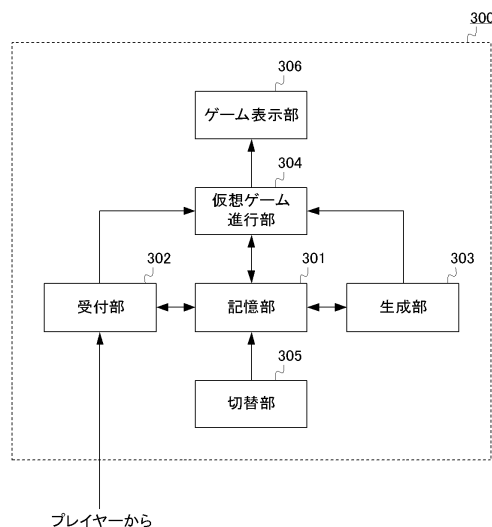 300
306
ゲーム表示部
304
仮想ゲーム
進行部
302
301
303
受付部
記憶部
生成部
305
切替部
プレイヤーから